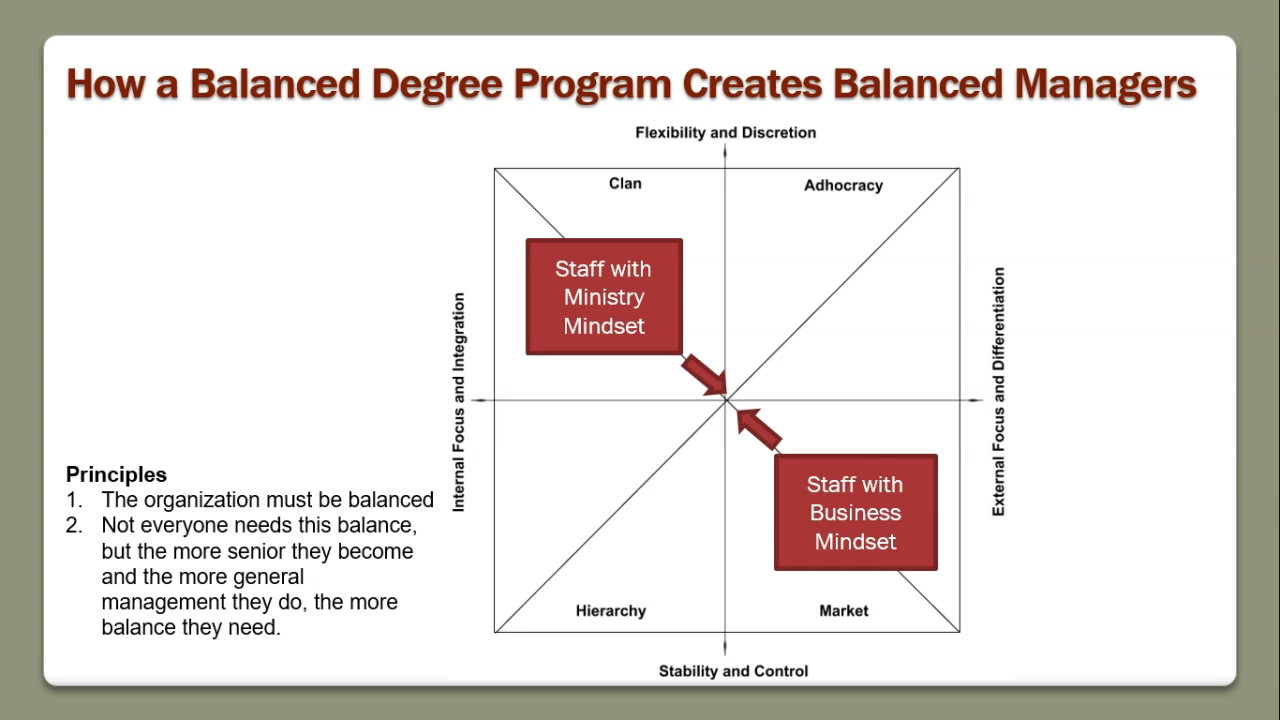 How a Balanced Degree Program Creates Balanced Managers
Flexibility and Discretion
Clan
Adhocracy
Staff with
Ministry
Mindset
Internal Focus and Integration
External Focus and Differentiation
Staff with
Business
Mindset
Hierarchy
Market
Stability and Control
Principles
1. The organization must be balanced
2. Not everyone needs this balance,
but the more senior they become
and the more general
management they do, the more
balance they need.